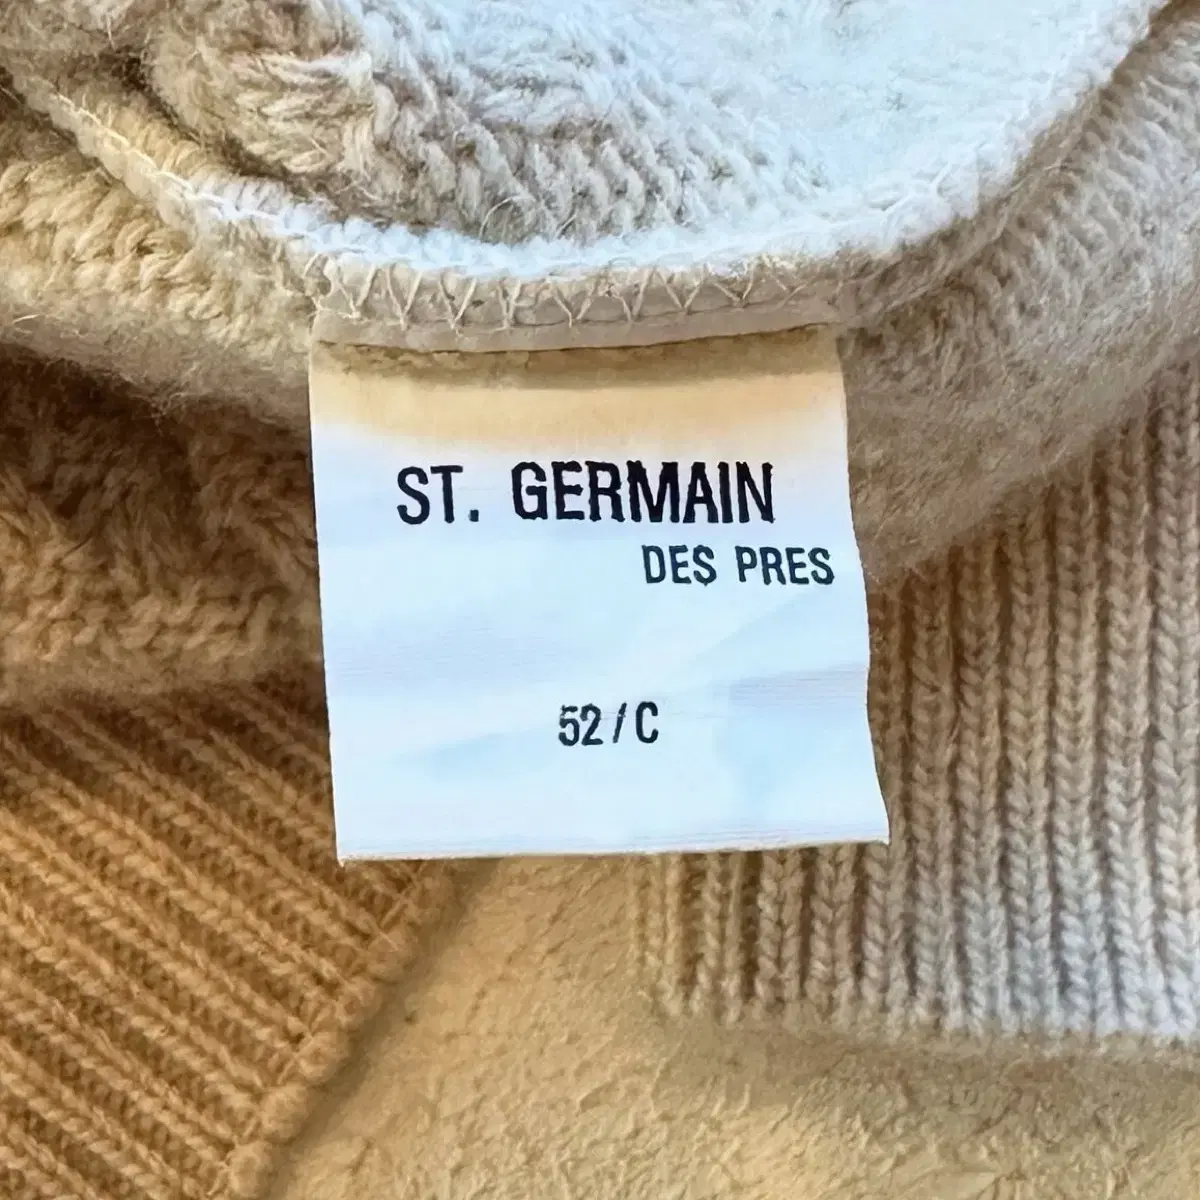 ST. GERMAIN
DES PRES
52/C